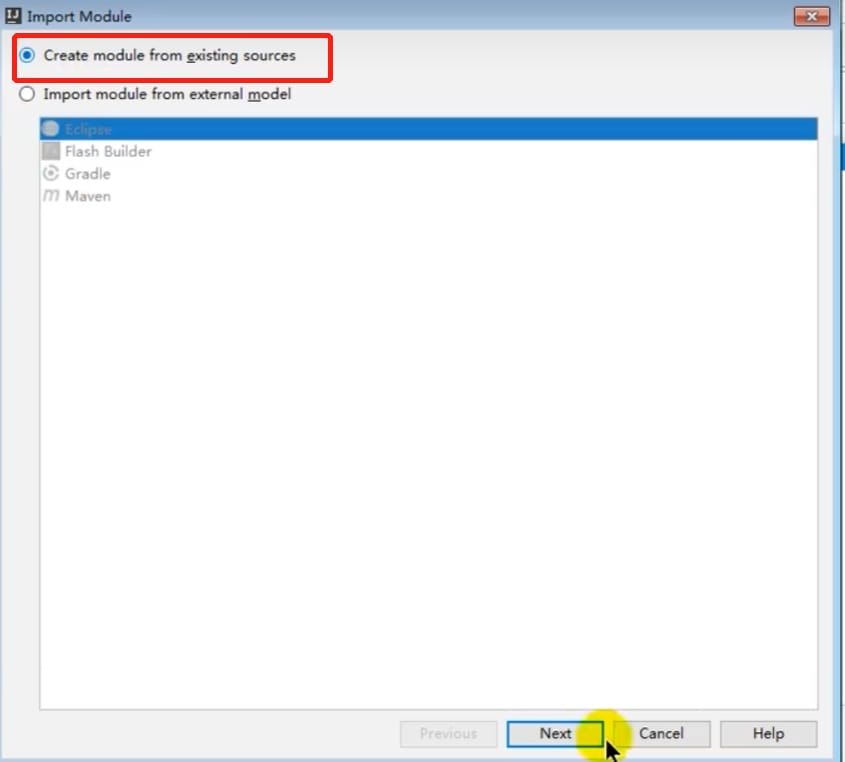 Import Module
Create module from existing sources
Import module from external model
Eclipse
Flash Builder
Gradle
Maven
Previous Next Cancel Help